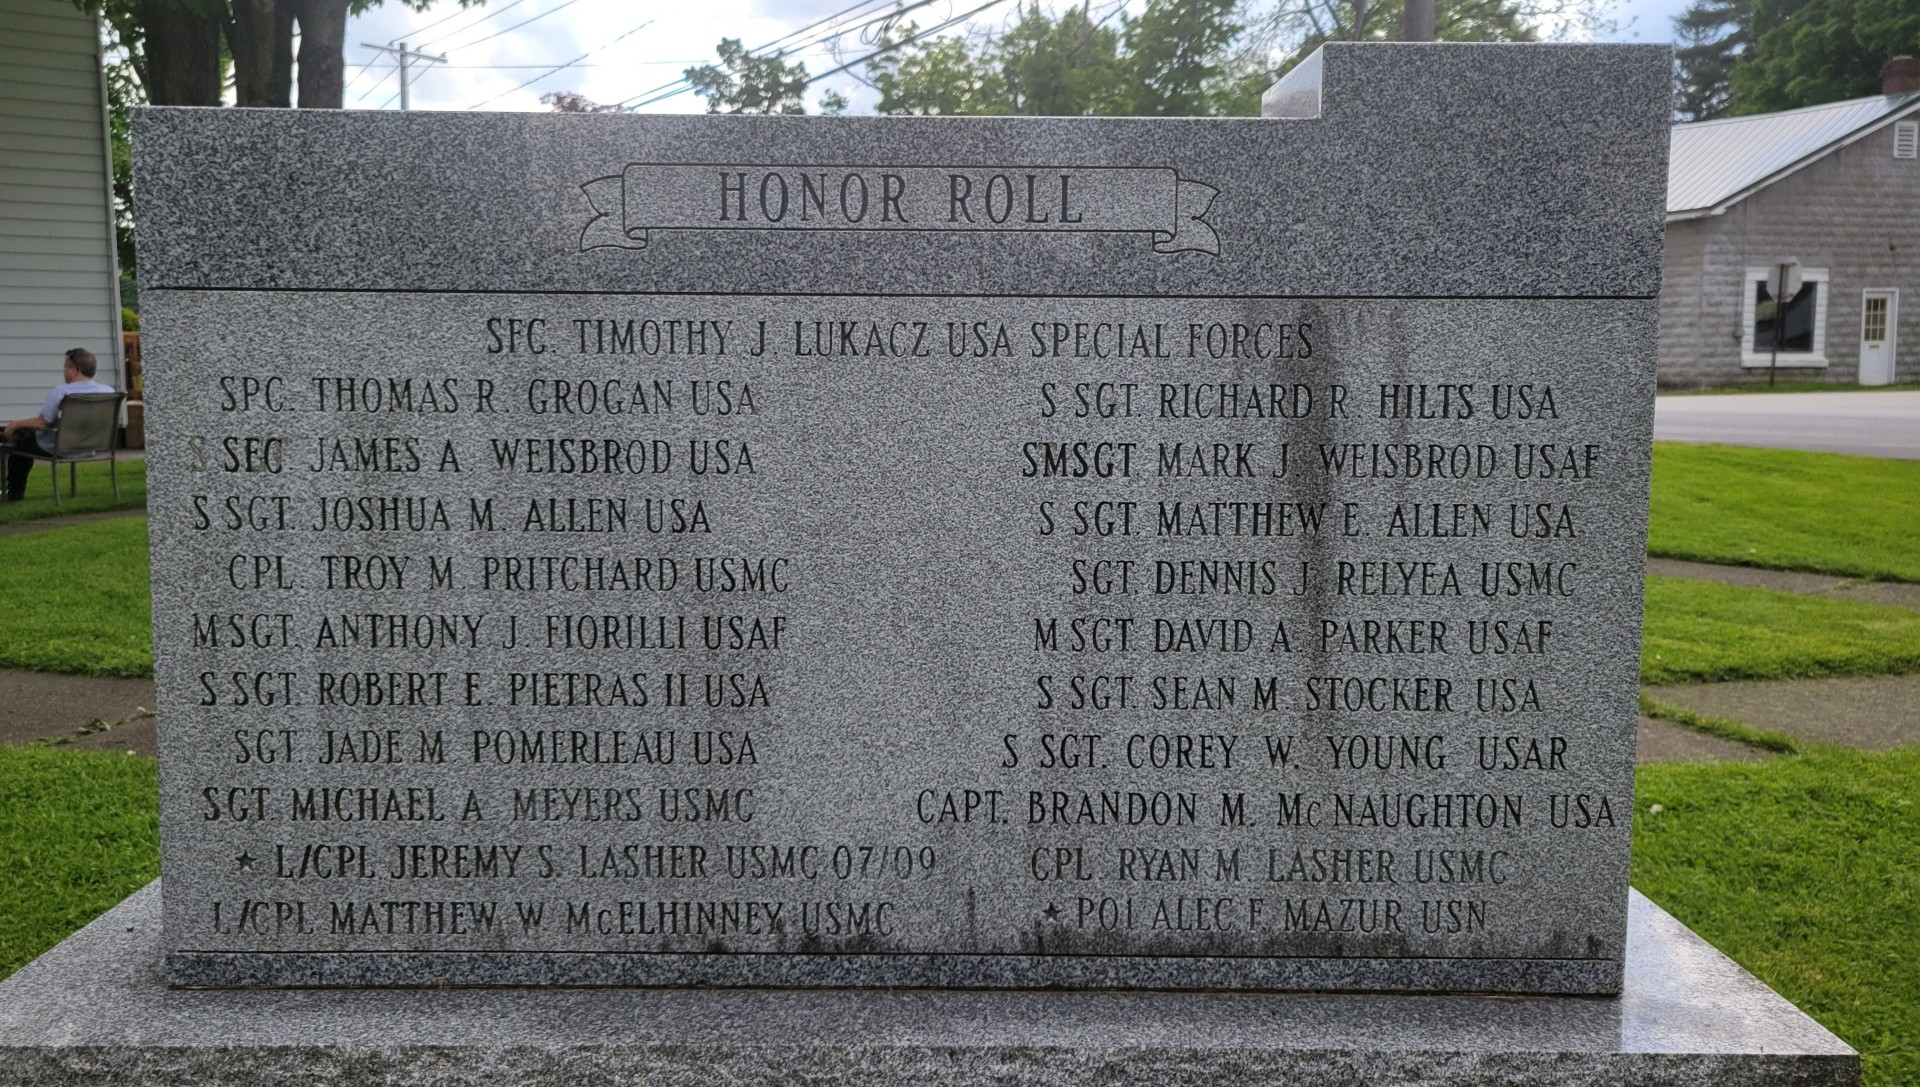 HONOR ROLL
SFC. TIMOTHY J. LUKACZ USA SPECIAL FORCES
SPC. THOMAS R. GROGAN USA
S SFC JAMES A. WEISBROD USA
S SGT. JOSHUA M. ALLEN USA
CPL. TROY M. PRITCHARD USMC
M SGT. ANTHONY J. FIORILLI USAF
S SGT. ROBERT E. PIETRAS II USA
SGT. JADE M. POMERLEAU USA
SGT. MICHAEL A. MEYERS USMC
★ L/CPL JEREMY S. LASHER USMC 07/09
L/CPL MATTHEW W. McELHINNEY USMC
S SGT. RICHARD R. HILTS USA
SMSGT. MARK J. WEISBROD USAF
S SGT. MATTHEW E. ALLEN USA
SGT. DENNIS J. RELYEA USMC
M SGT. DAVID A. PARKER USAF
S SGT. SEAN M. STOCKER USA
S SGT. COREY W. YOUNG USAR
CAPT. BRANDON M. McNAUGHTON USA
CPL. RYAN M. LASHER USMC
★ PO1 ALEC F. MAZUR USN